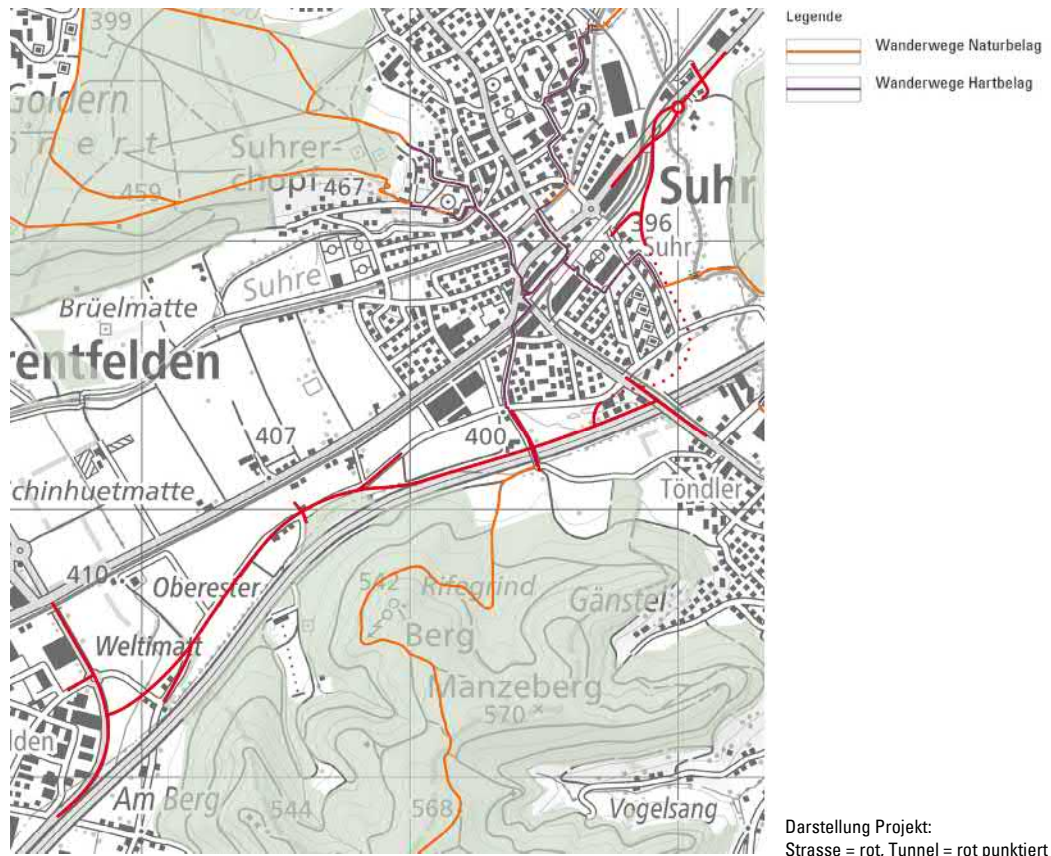 399
Goldern
459
Suhrer-
chopf
467
Suhr
396
Suhr
Suhre
Brüelmatte
entfelden
407
400
chinhuetmatte
Töndler
410
Oberester
542
Rifegrind
Gänstel
Berg
Weltimatt
Manzeberg
570
lden
Am Berg
544
568
Vogelsang
Legende
Wanderwege Naturbelag
Wanderwege Hartbelag
Darstellung Projekt:
Strasse = rot, Tunnel = rot punktiert